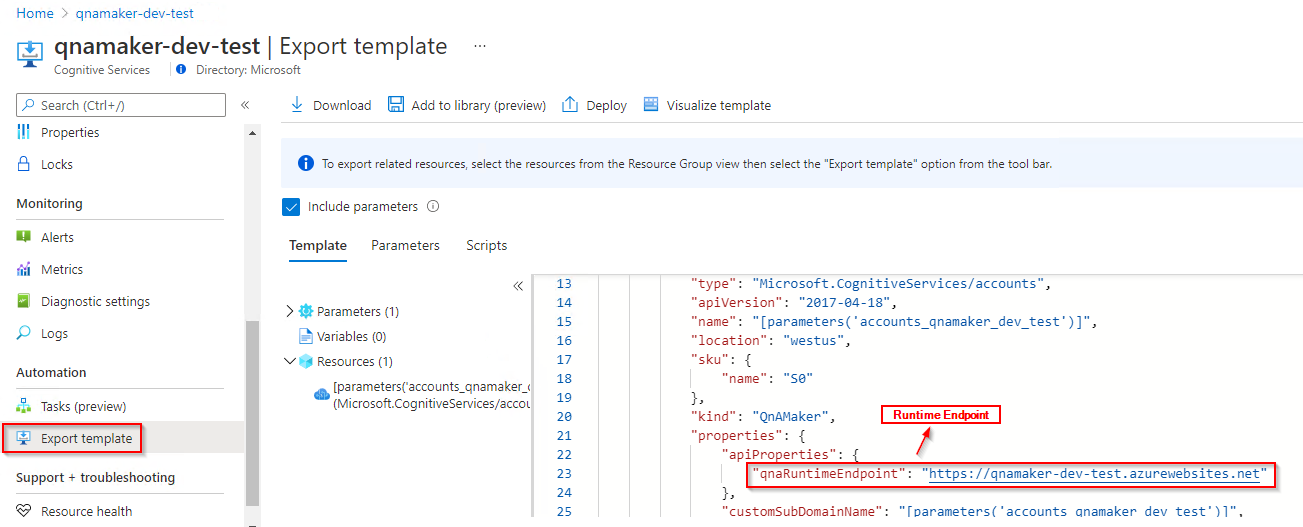 Home > qnamaker-dev-test
qnamaker-dev-test | Export template ...
Cognitive Services Directory: Microsoft
Search (Ctrl+/) «
Properties
Locks
Monitoring
Alerts
Metrics
Diagnostic settings
Logs
Automation
Tasks (preview)
Export template
Support + troubleshooting
Resource health
Download Add to library (preview) Deploy Visualize template
To export related resources, select the resources from the Resource Group view then select the "Export template" option from the tool bar.
Include parameters
Template Parameters Scripts
«
Parameters (1)
Variables (0)
Resources (1)
[parameters('accounts_qnamaker_
(Microsoft.CognitiveServices/accou
13 "type": "Microsoft.CognitiveServices/accounts",
14 "apiVersion": "2017-04-18",
15 "name": "[parameters('accounts_qnamaker_dev_test')]",
16 "location": "westus",
17 "sku": {
18 "name": "S0"
19 },
20 "kind": "QnAMaker",
Runtime Endpoint
21 "properties": {
22 "apiProperties": {
23 "qnaRuntimeEndpoint": "https://qnamaker-dev-test.azurewebsites.net"
24 },
25 "customSubDomainName": "[parameters('accounts_qnamaker_dev_test')]",